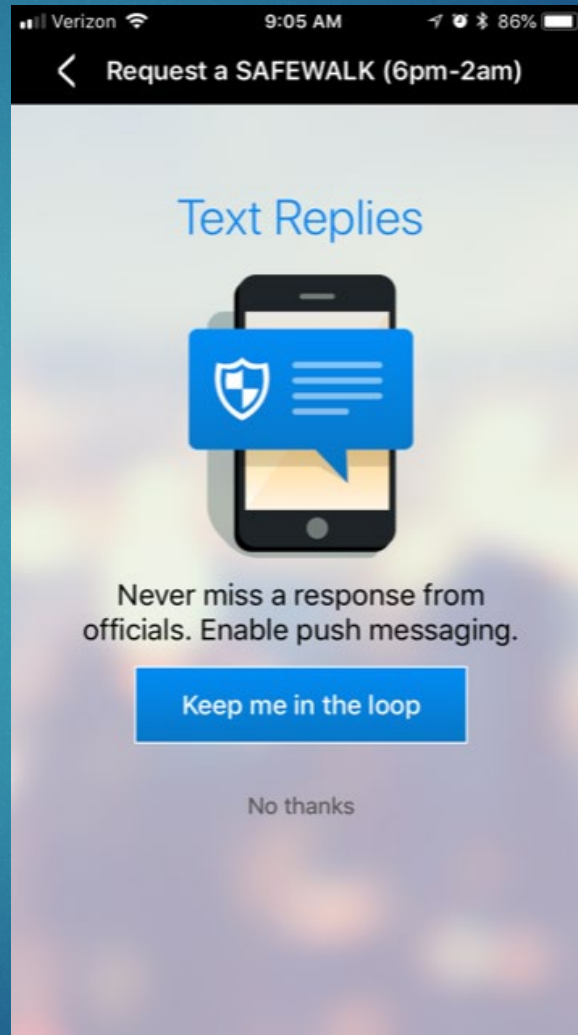 Verizon 9:05 AM 86%
Request a SAFEWALK (6pm-2am)
Text Replies
Never miss a response from
officials. Enable push messaging.
Keep me in the loop
No thanks